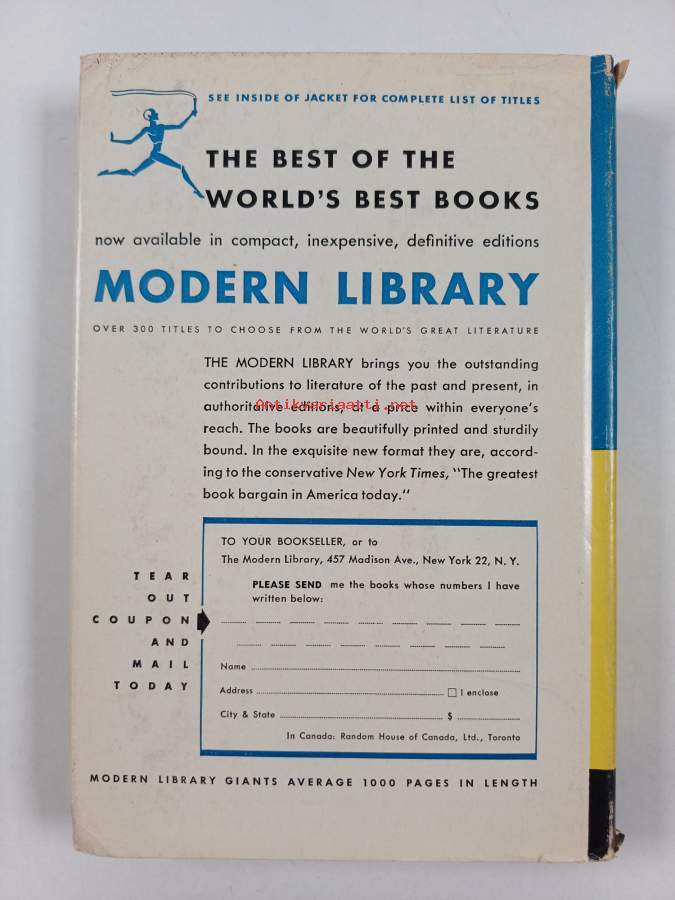 SEE INSIDE OF JACKET FOR COMPLETE LIST OF TITLES
THE BEST OF THE
WORLD'S BEST BOOKS
now available in compact, inexpensive, definitive editions
MODERN LIBRARY
OVER 300 TITLES TO CHOOSE FROM THE WORLD'S GREAT LITERATURE
THE MODERN LIBRARY brings you the outstanding
contributions to literature of the past and present, in
authoritative editions, at a price within everyone's
Antikvariaatti.net
reach. The books are beautifully printed and sturdily
bound. In the exquisite new format they are, accord-
ing to the conservative New York Times, "The greatest
book bargain in America today."
TEAR
OUT
COUPON
AND
MAIL
TODAY
TO YOUR BOOKSELLER, or to
The Modern Library, 457 Madison Ave., New York 22, N. Y.
PLEASE SEND me the books whose numbers I have
written below:
Name
Address I enclose
City & State $
In Canada: Random House of Canada, Ltd., Toronto
MODERN LIBRARY GIANTS AVERAGE 1000 PAGES IN LENGTH